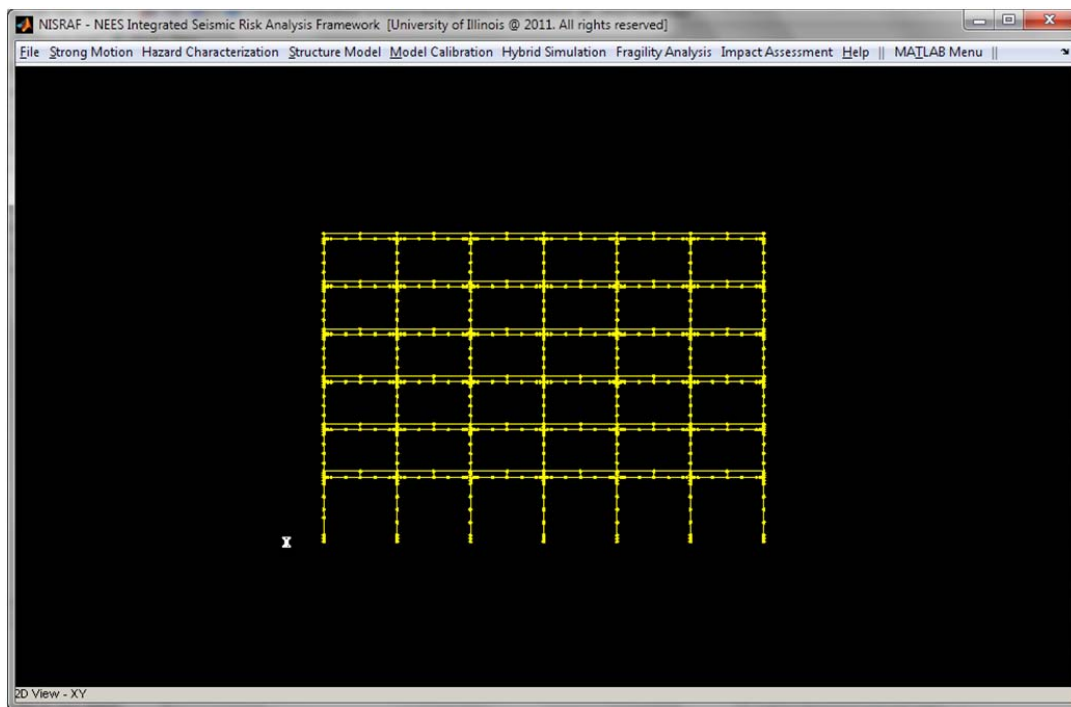 NISRAF - NEES Integrated Seismic Risk Analysis Framework [University of Illinois @ 2011. All rights reserved]
File Strong Motion Hazard Characterization Structure Model Model Calibration Hybrid Simulation Fragility Analysis Impact Assessment Help || MATLAB Menu ||
X
2D View - XY